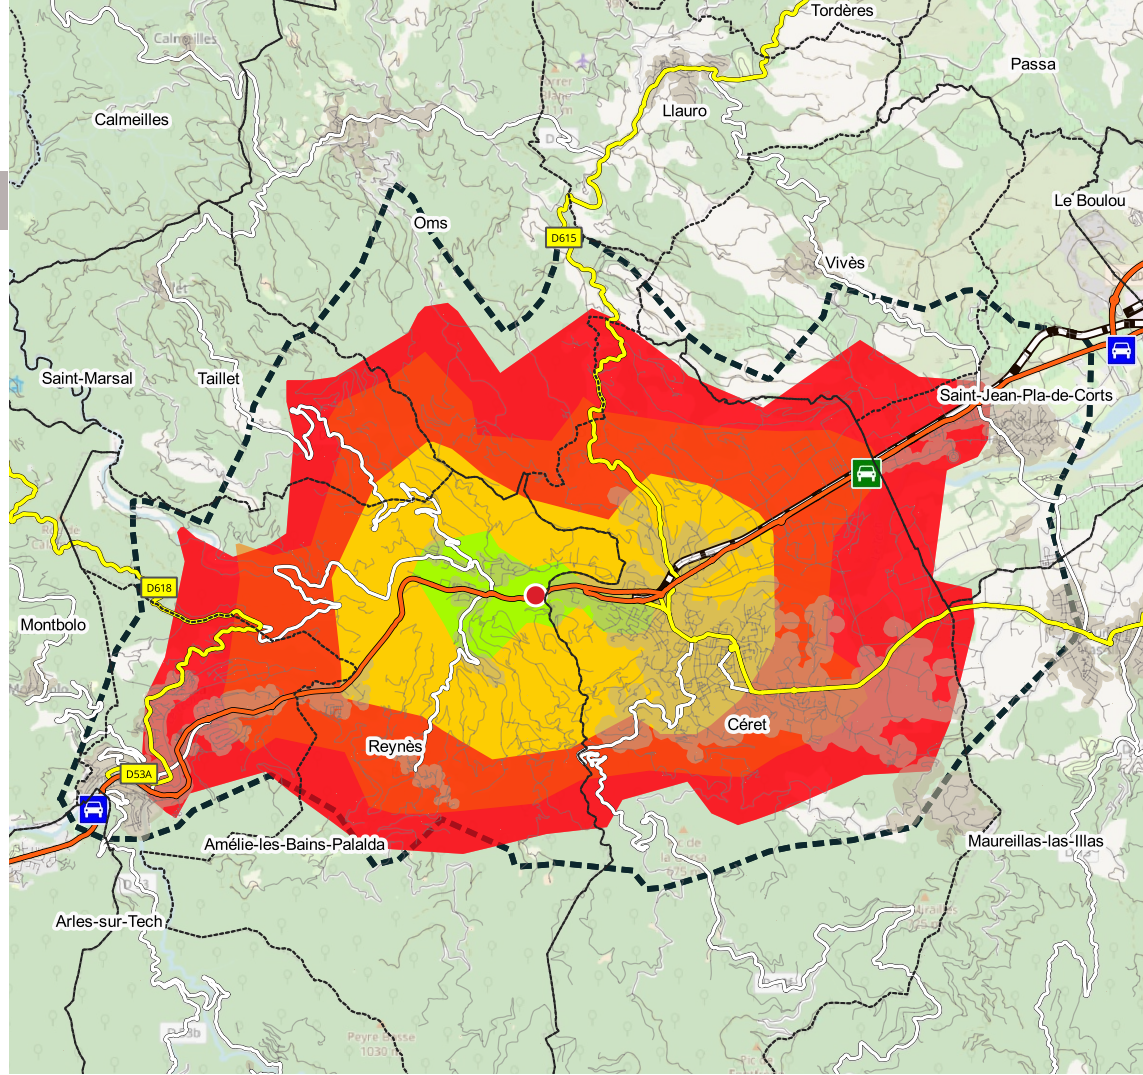 Tordères
Calmeilles
Passa
Llauro
Calmeilles
Le Boulou
Oms
D615
Vivès
Saint-Marsal
Taillet
Saint-Jean-Pla-de-Corts
D618
Montbolo
Céret
Reynès
D53A
Amélie-les-Bains-Palalda
Maureillas-las-Illas
Arles-sur-Tech
D53b
Peyre Basse
1030 m